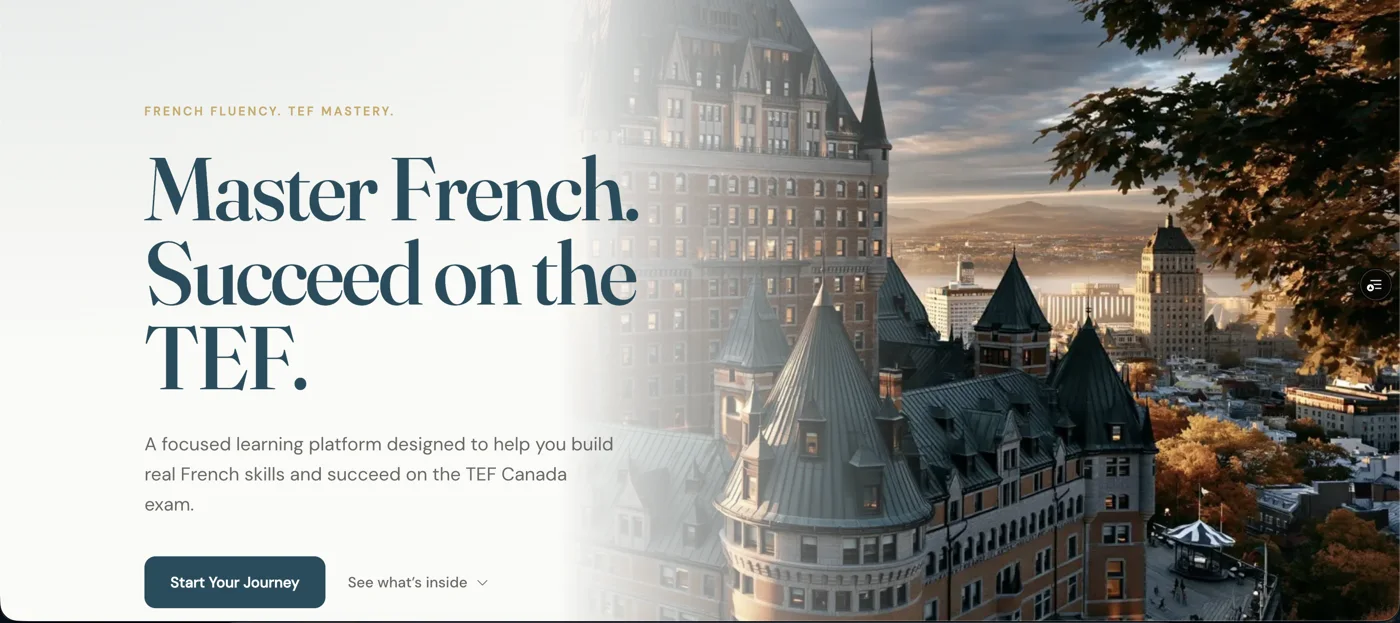 FRENCH FLUENCY. TEF MASTERY.
Master French.
Succeed on the
TEF.
A focused learning platform designed to help you build
real French skills and succeed on the TEF Canada
exam.
Start Your Journey
See what’s inside